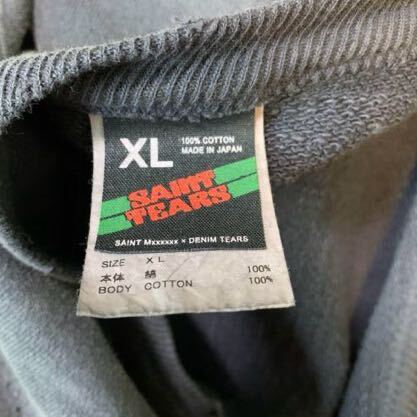 XL
100% COTTON
MADE IN JAPAN
SAINT
TEARS
SAINT Mxxxxxx × DENIM TEARS
SIZE XL
本体 綿 100%
BODY COTTON 100%